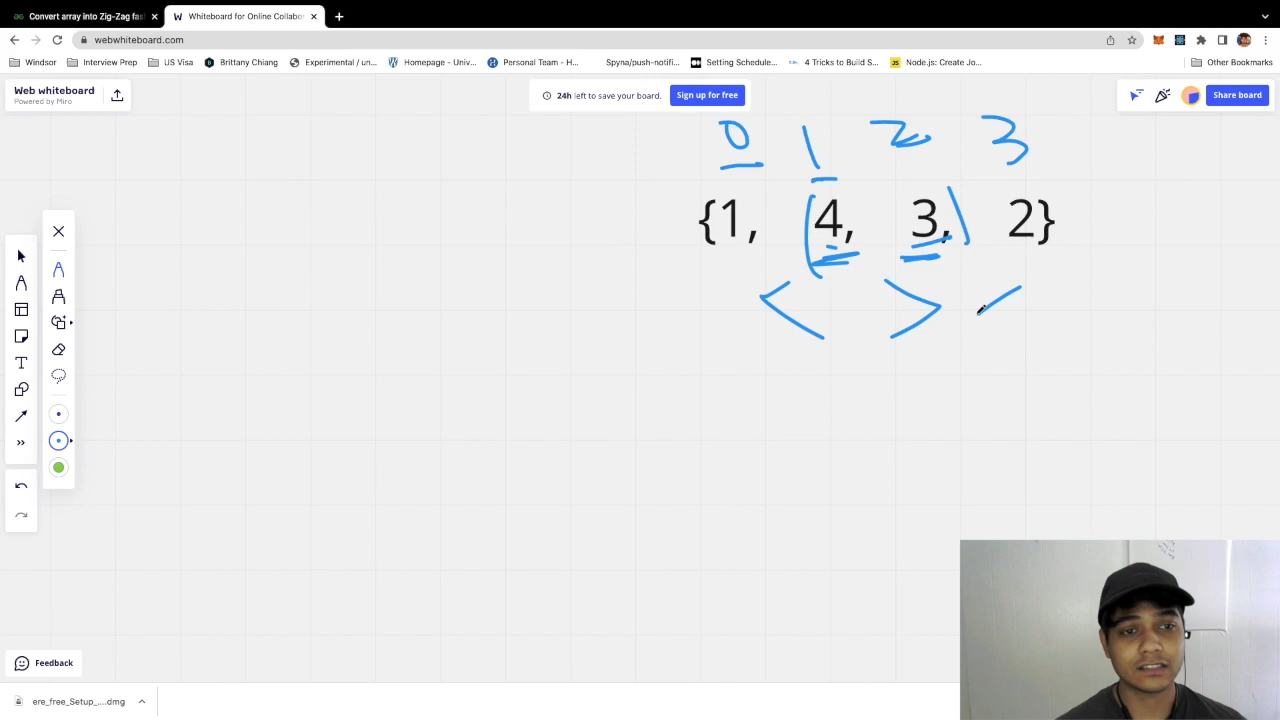 Convert array into Zig-Zag fas
Whiteboard for Online Collabor
webwhiteboard.com
Windsor
Interview Prep
US Visa
Brittany Chiang
Experimental / un...
Homepage - Univ...
Personal Team - H...
Spyna/push-notifi...
Setting Schedule...
4 Tricks to Build S...
JS
Node.js: Create Jo...
Other Bookmarks
Web whiteboard
Powered by Miro
24h left to save your board.
Sign up for free
Share board
0 1 2 3
{1, (4, 3,) 2}
< >
Feedback
ere_free_Setup_....dmg